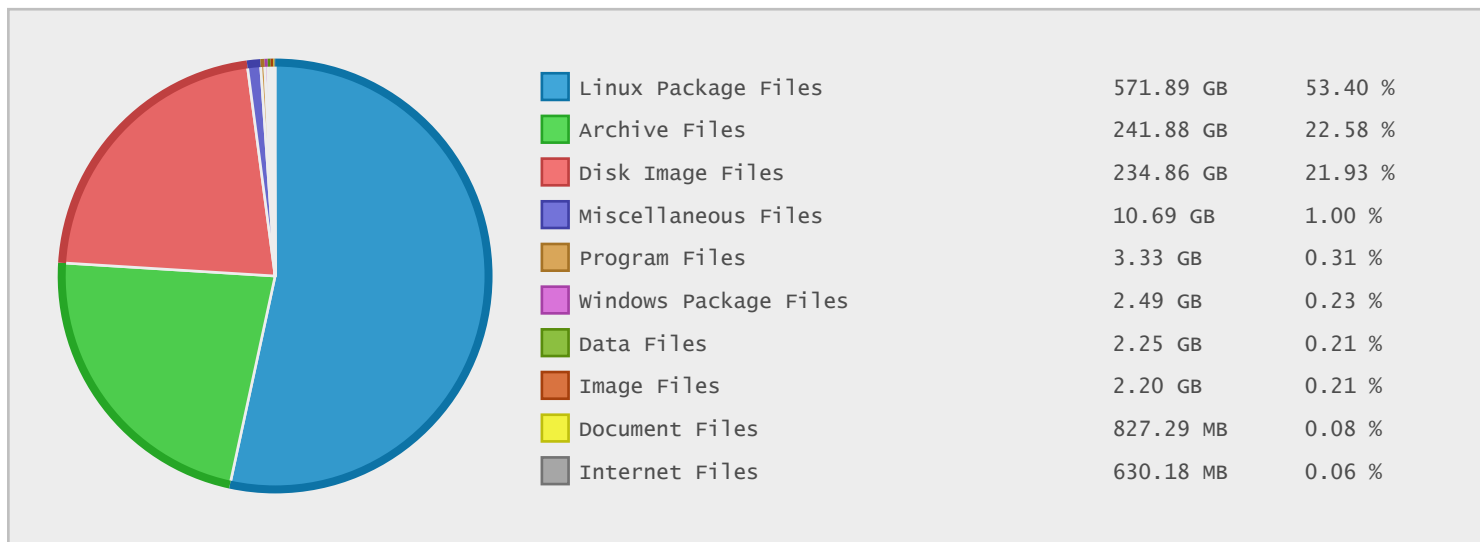 Linux Package Files 571.89 GB 53.40 %
Archive Files 241.88 GB 22.58 %
Disk Image Files 234.86 GB 21.93 %
Miscellaneous Files 10.69 GB 1.00 %
Program Files 3.33 GB 0.31 %
Windows Package Files 2.49 GB 0.23 %
Data Files 2.25 GB 0.21 %
Image Files 2.20 GB 0.21 %
Document Files 827.29 MB 0.08 %
Internet Files 630.18 MB 0.06 %